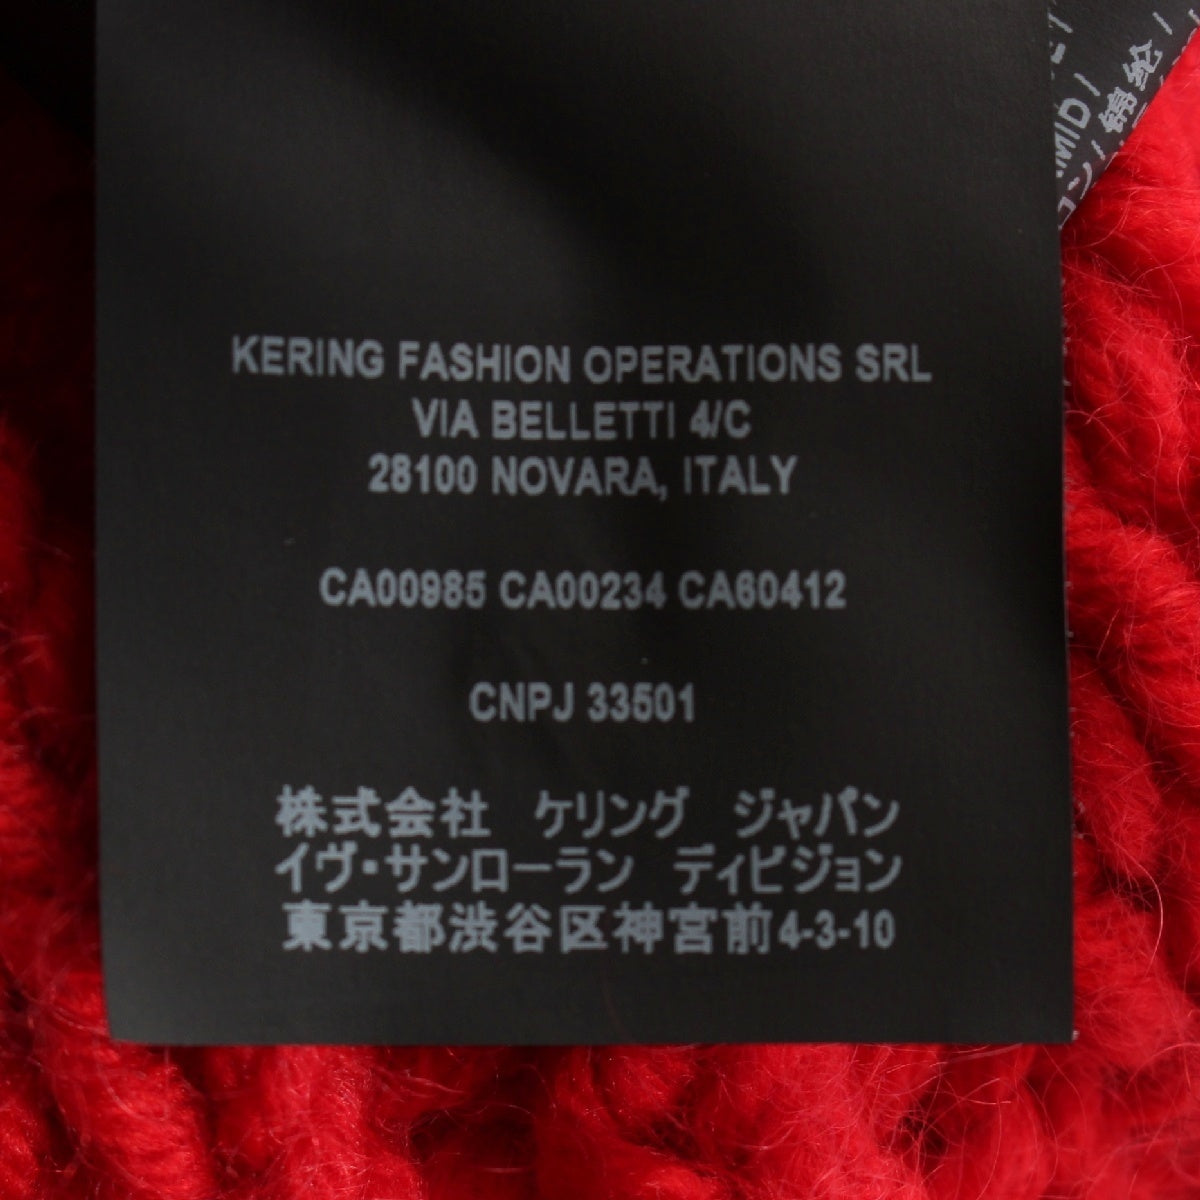 KERING FASHION OPERATIONS SRL
VIA BELLETTI 4/C
28100 NOVARA, ITALY
CA00985 CA00234 CA60412
CNPJ 33501
株式会社 ケリング ジャパン
イヴ・サンローラン ディビジョン
東京都渋谷区神宮前4-3-10
锦纶 /